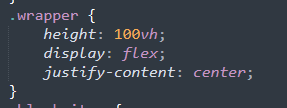 .wrapper {
height: 100vh;
display: flex;
justify-content: center;
}